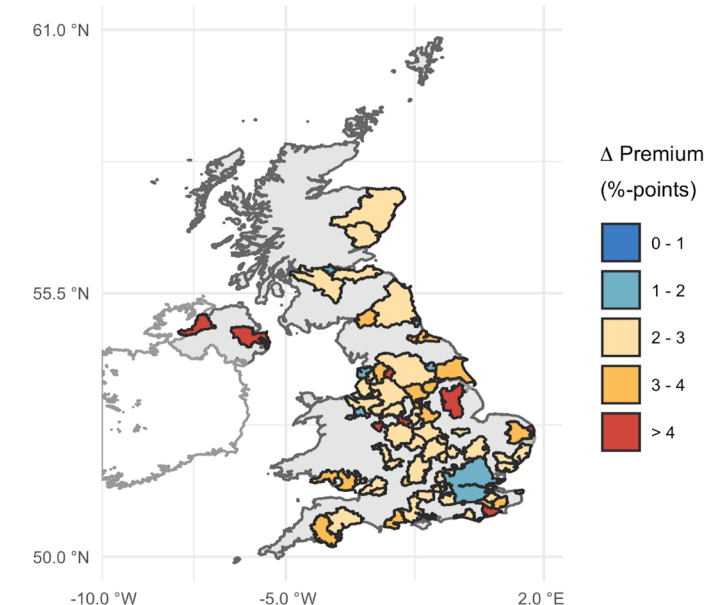 61.0 °N
55.5 °N
50.0 °N
-10.0 °W
-5.0 °W
2.0 °E
Δ Premium
(%-points)
0 - 1
1 - 2
2 - 3
3 - 4
> 4